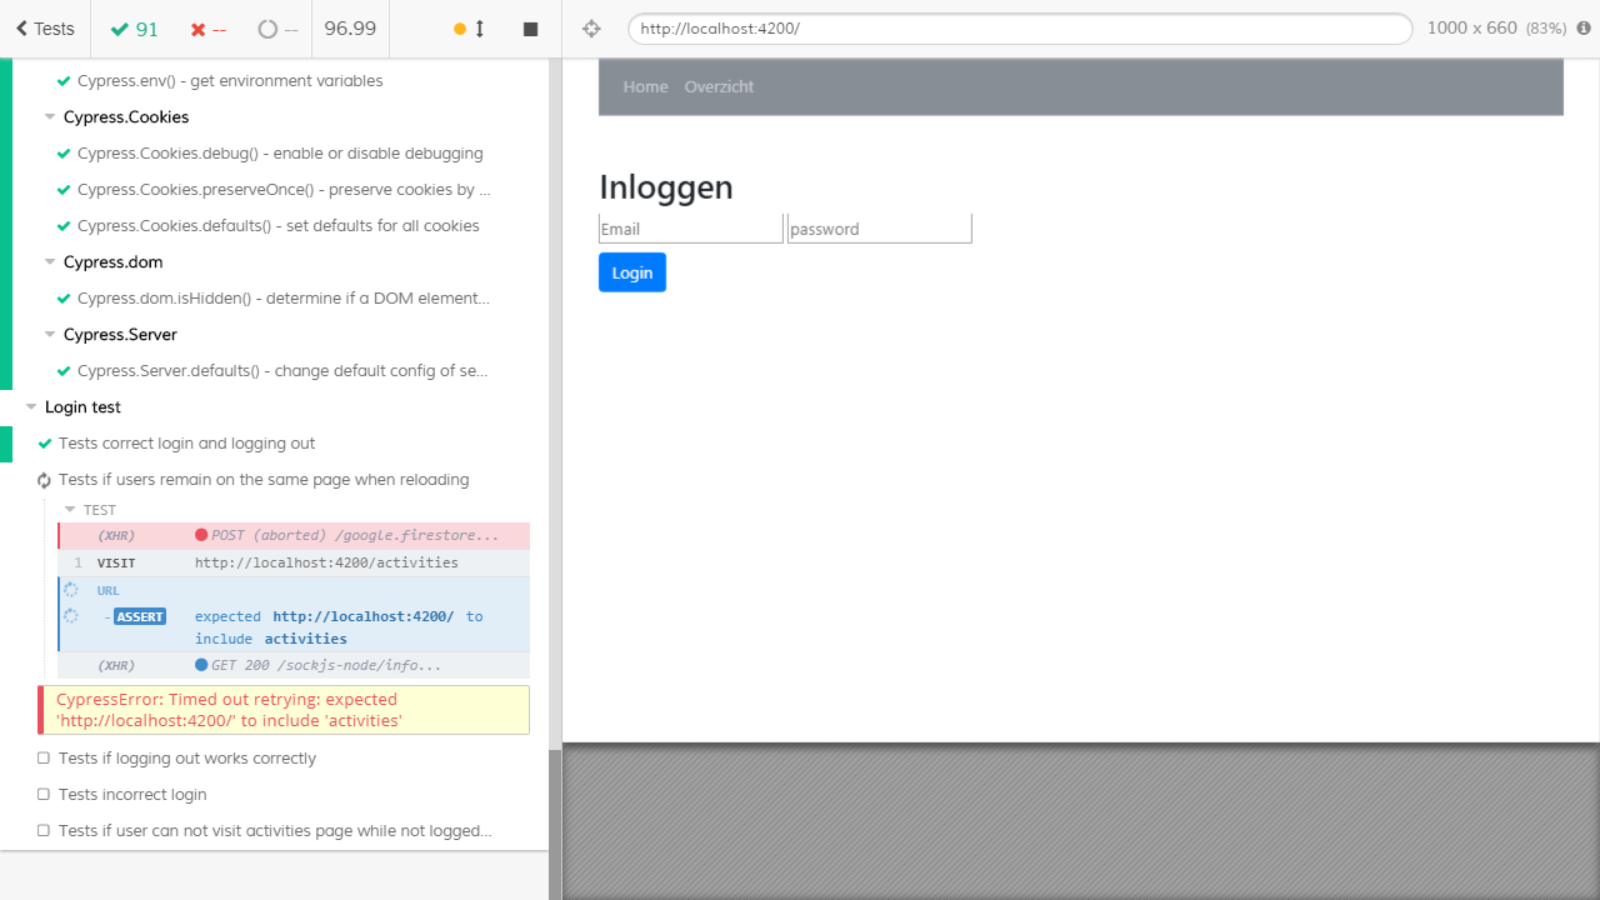 Tests 91 -- -- 96.99 http://localhost:4200/ 1000 x 660 (83%)
Cypress.env() - get environment variables
Cypress.Cookies
Cypress.Cookies.debug() - enable or disable debugging
Cypress.Cookies.preserveOnce() - preserve cookies by ...
Cypress.Cookies.defaults() - set defaults for all cookies
Cypress.dom
Cypress.dom.isHidden() - determine if a DOM element...
Cypress.Server
Cypress.Server.defaults() - change default config of se...
Login test
Tests correct login and logging out
Tests if users remain on the same page when reloading
TEST
(XHR) POST (aborted) /google.firestore...
1 VISIT http://localhost:4200/activities
URL
-ASSERT expected http://localhost:4200/ to
include activities
(XHR) GET 200 /sockjs-node/info...
CypressError: Timed out retrying: expected
'http://localhost:4200/' to include 'activities'
Tests if logging out works correctly
Tests incorrect login
Tests if user can not visit activities page while not logged...
Home Overzicht
Inloggen
Email password
Login